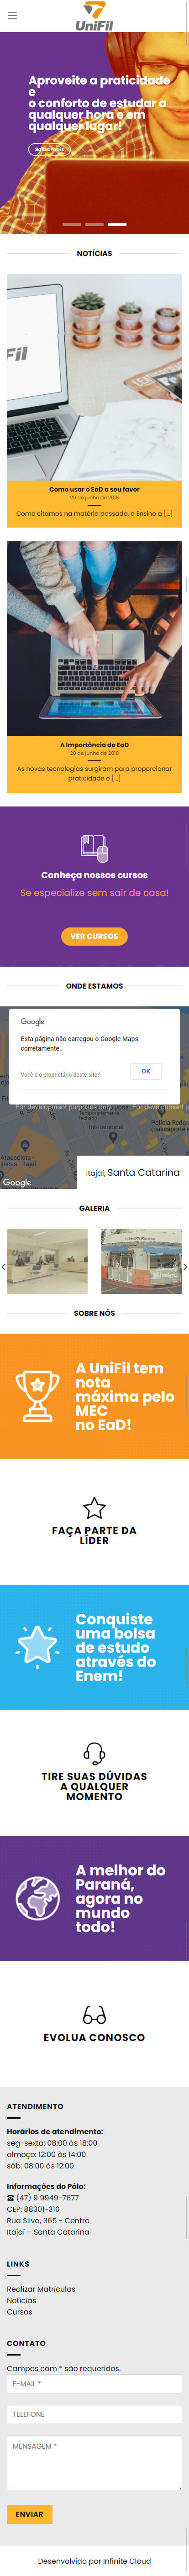 UniFil
Aproveite a praticidade
e
o conforto de estudar a
qualquer hora e em
qualquer lugar!
Saiba mais
NOTÍCIAS
Fil
Como usar o EaD a seu favor
20 de junho de 2018
Como citamos na matéria passada, o Ensino a [...]
A Importância do EaD
20 de junho de 2018
As novas tecnologias surgiram para proporcionar
praticidade e [...]
Conheça nossos cursos
Se especialize sem sair de casa!
VER CURSOS
ONDE ESTAMOS
Google
Esta página não carregou o Google Maps
corretamente.
Você é o proprietário deste site?
OK
For development purposes only
For development p
Intersindical
Polícia Fede
Passaporte
Atacadista -
jucas - Itajaí
Itajaí, Santa Catarina
Google
GALERIA
SOBRE NÓS
A UniFil tem
nota
máxima pelo
MEC
no EaD!
FAÇA PARTE DA
LÍDER
Conquiste
uma bolsa
de estudo
através do
Enem!
TIRE SUAS DÚVIDAS
A QUALQUER
MOMENTO
A melhor do
Paraná,
agora no
mundo
todo!
EVOLUA CONOSCO
ATENDIMENTO
Horários de atendimento:
seg-sexta: 08:00 às 18:00
almoço: 12:00 às 14:00
sáb: 08:00 às 12:00
Informações do Pólo:
☎ (47) 9 9949-7677
CEP: 88301-310
Rua Silva, 365 - Centro
Itajaí – Santa Catarina
LINKS
Realizar Matrículas
Noticias
Cursos
CONTATO
Campos com * são requeridos.
E-MAIL *
TELEFONE
MENSAGEM *
ENVIAR
Desenvolvido por Infinite Cloud